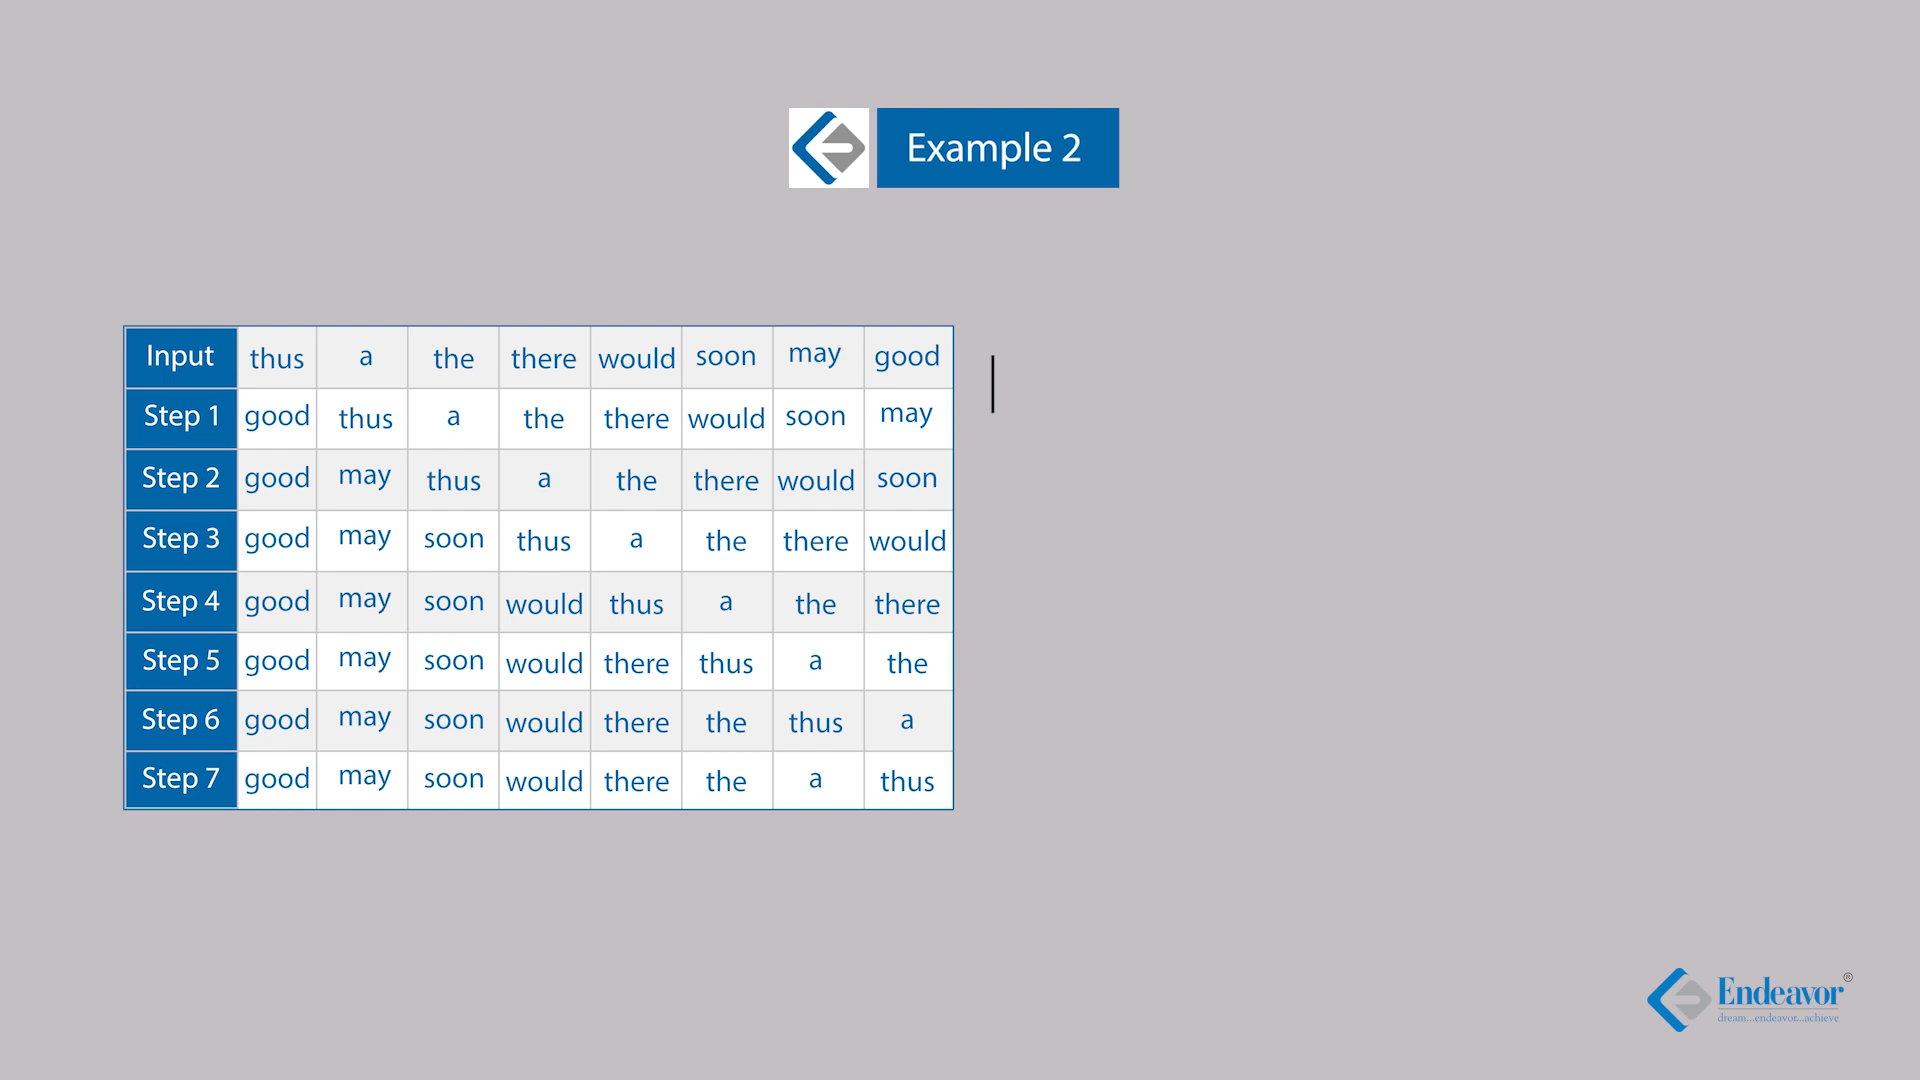 Example 2
Input thus a the there would soon may good
Step 1 good thus a the there would soon may
Step 2 good may thus a the there would soon
Step 3 good may soon thus a the there would
Step 4 good may soon would thus a the there
Step 5 good may soon would there thus a the
Step 6 good may soon would there the thus a
Step 7 good may soon would there the a thus
Endeavor®
dream...endeavor...achieve